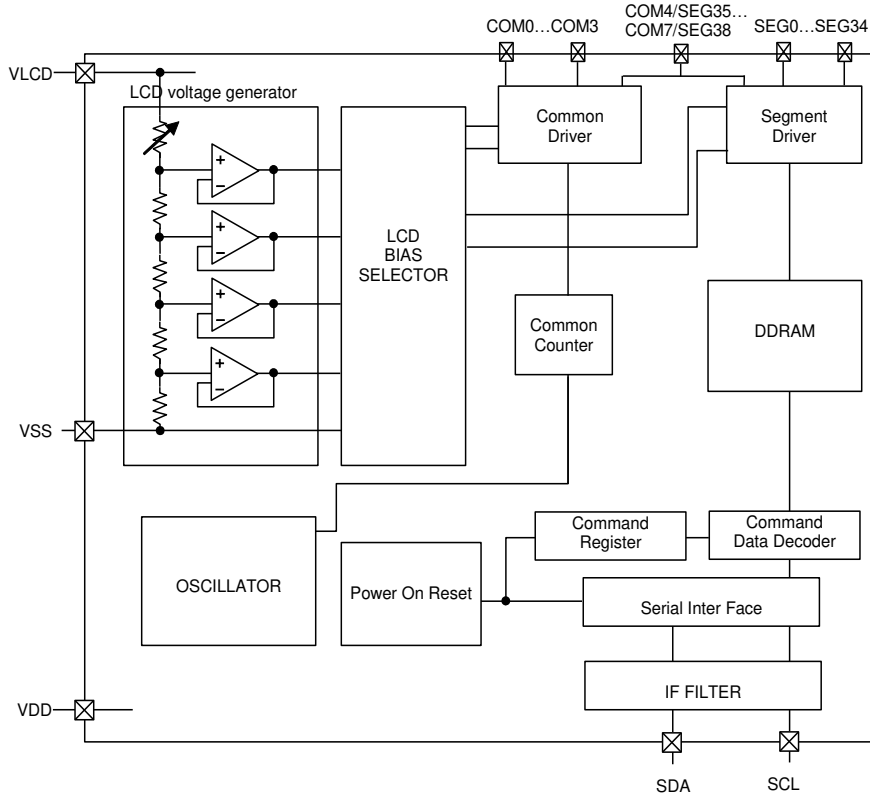 COM4/SEG35…
COM0…COM3
COM7/SEG38
SEG0…SEG34
VLCD
LCD voltage generator
Common
Driver
Segment
Driver
+
−
+
−
+
−
+
−
LCD
BIAS
SELECTOR
Common
Counter
DDRAM
VSS
OSCILLATOR
Power On Reset
Command
Register
Command
Data Decoder
Serial Inter Face
IF FILTER
VDD
SDA
SCL